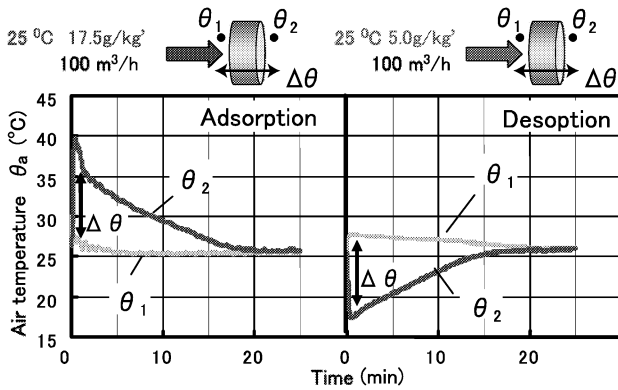 θ1 θ2
25 ⁰C 17.5g/kg'
100 m³/h
Δθ
θ1 θ2
25 ⁰C 5.0g/kg'
100 m³/h
Δθ
Air temperature θa (°C)
45
40
35
30
25
20
15
Adsorption
θ2
Δ θ
θ1
Desoption
θ1
Δ θ
θ2
0 10 20 0 10 20
Time (min)